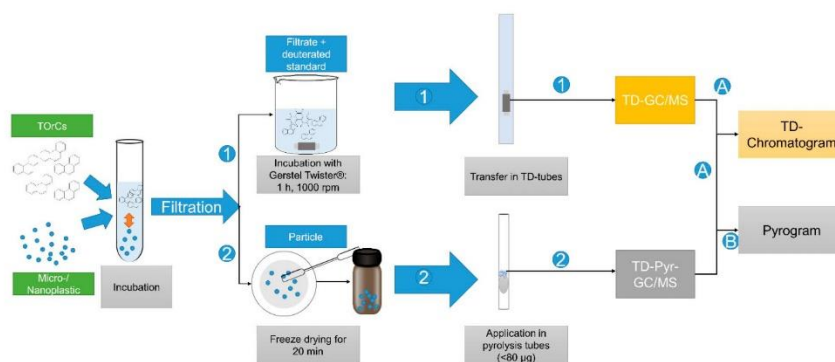 TOrCs
Micro-/
Nanoplastic
Incubation
Filtration
1
2
Filtrate +
deuterated
standard
Incubation with
Gerstel Twister®:
1 h, 1000 rpm
Particle
Freeze drying for
20 min
1
2
Transfer in TD-tubes
Application in
pyrolysis tubes
(<80 µg)
1
2
TD-GC/MS
TD-Pyr-
GC/MS
A
A
B
TD-
Chromatogram
Pyrogram